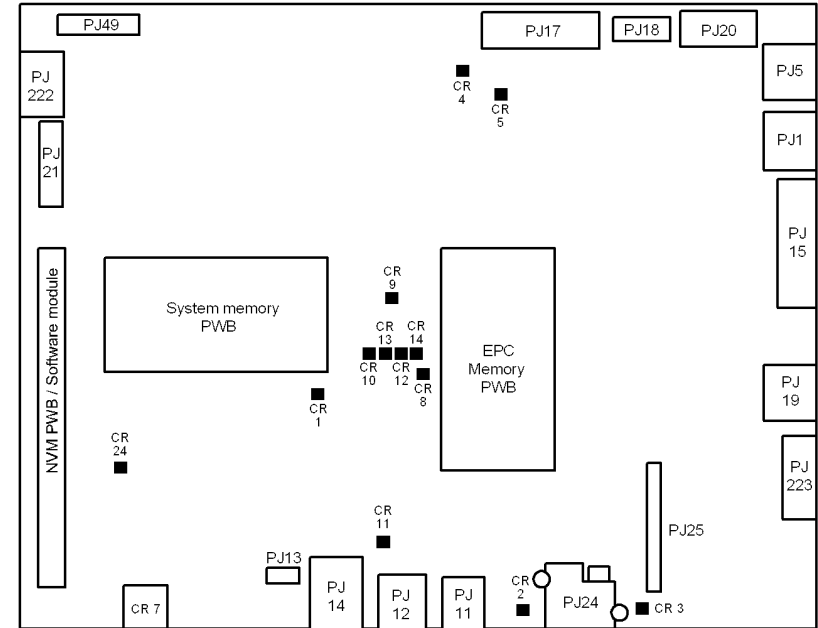 PJ49
PJ17
PJ18
PJ20
PJ
222
PJ5
CR
4
CR
5
PJ1
PJ
21
PJ
15
NVM PWB / Software module
System memory
PWB
CR
9
CR
13
CR
14
CR
10
CR
12
CR
8
EPC
Memory
PWB
CR
1
PJ
19
CR
24
PJ
223
CR
11
PJ25
PJ13
CR 7
PJ
14
PJ
12
PJ
11
CR
2
PJ24
CR 3